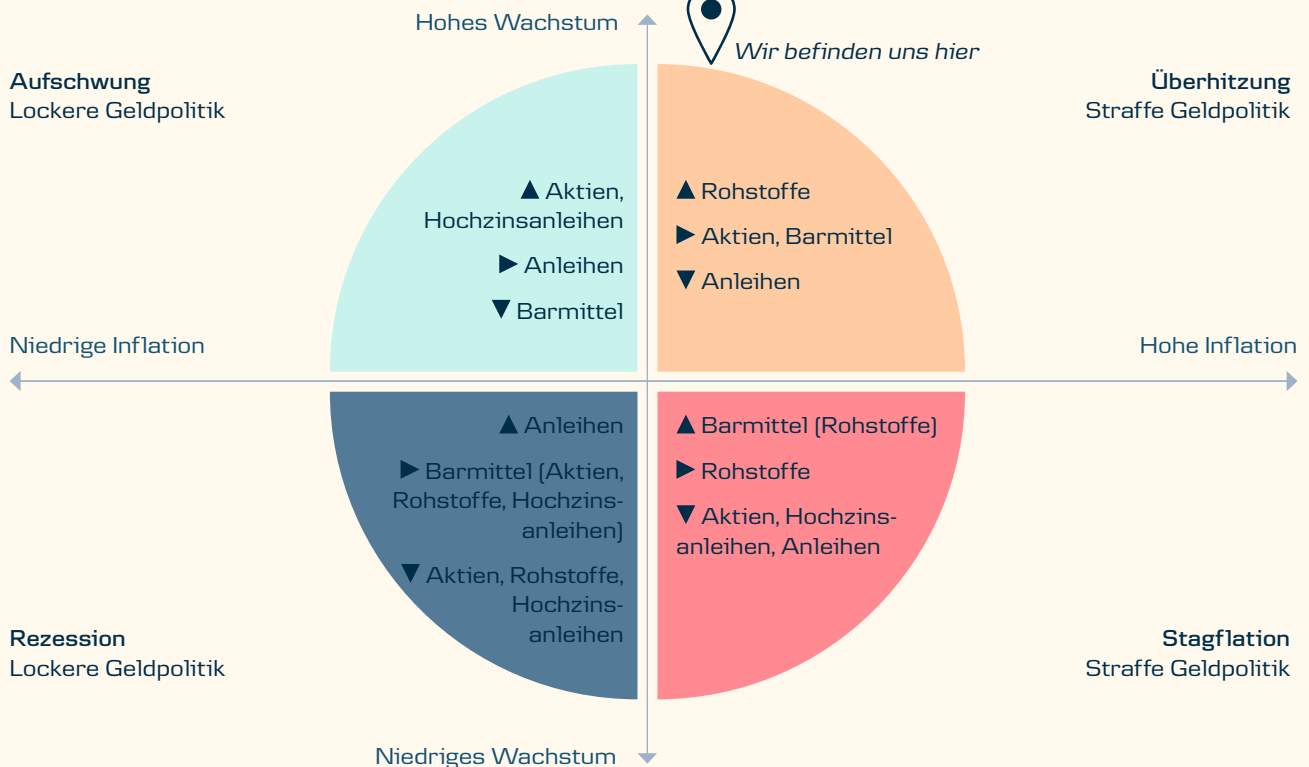 Hohes Wachstum
Wir befinden uns hier
Aufschwung
Lockere Geldpolitik
Überhitzung
Straffe Geldpolitik
▲ Aktien,
Hochzinsanleihen
► Anleihen
▼ Barmittel
▲ Rohstoffe
► Aktien, Barmittel
▼ Anleihen
Niedrige Inflation
Hohe Inflation
▲ Anleihen
► Barmittel (Aktien,
Rohstoffe, Hochzins-
anleihen)
▼ Aktien, Rohstoffe,
Hochzins-
anleihen
▲ Barmittel (Rohstoffe)
► Rohstoffe
▼ Aktien, Hochzins-
anleihen, Anleihen
Rezession
Lockere Geldpolitik
Stagflation
Straffe Geldpolitik
Niedriges Wachstum